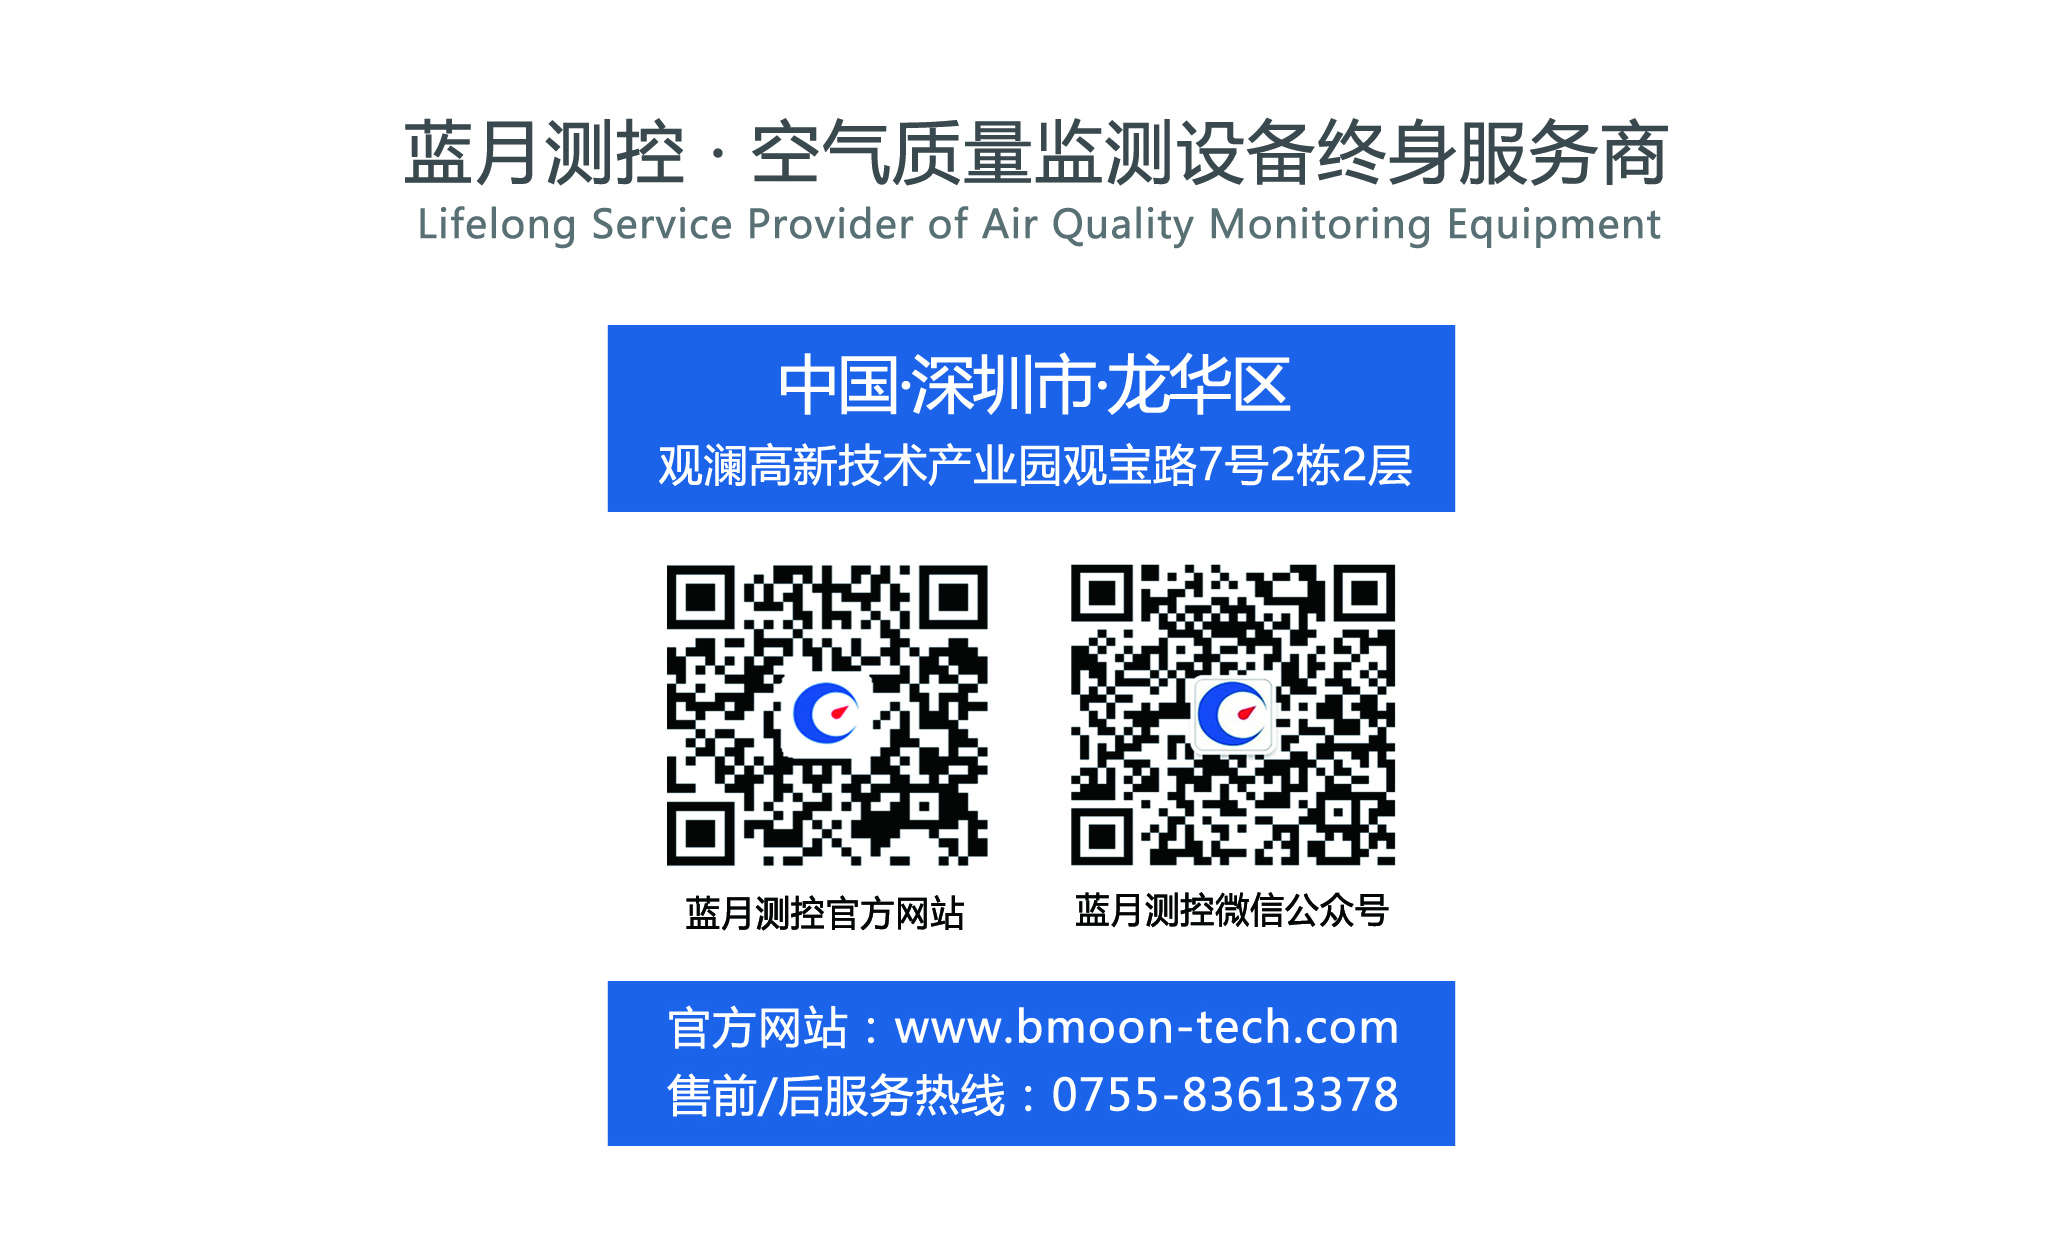 蓝月测控 · 空气质量监测设备终身服务商
Lifelong Service Provider of Air Quality Monitoring Equipment
中国·深圳市·龙华区
观澜高新技术产业园观宝路7号2栋2层
蓝月测控官方网站
蓝月测控微信公众号
官方网站：www.bmoon-tech.com
售前/后服务热线：0755-83613378